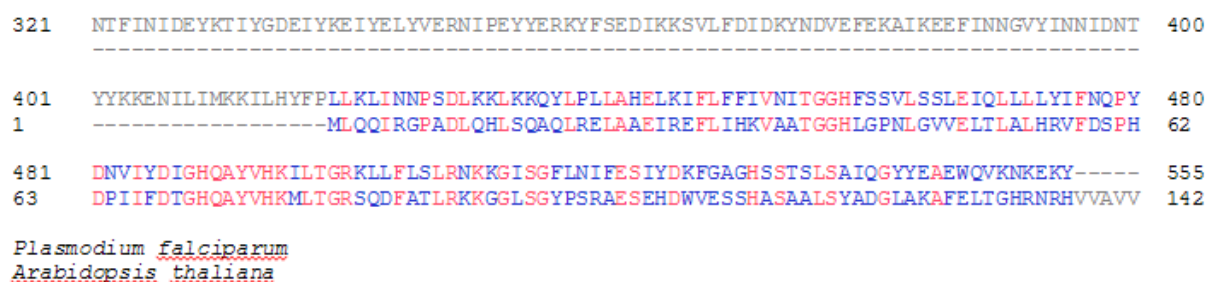 321 NTFINIDEYKTIYGDEIYKEIYELYVERNIPEYYERKYFSEDIKKSVLFDIDKYNDVEFEKAIKEEFINNGVYINNIDNT 400
--------------------------------------------------------------------------------
401 YYKKENILIMKKILHYFPLLKLINNPSDLKKLKKQYLPLLAHELKIFLFFIVNITGGHFSSVLSSLEIQLLLLYIFNQPY 480
1 ------------------MLQQIRGPADLQHLSQAQLRELAAEIREFLIHKVAATGGHLGPNLGVVELTLALHRVFDSPH 62
481 DNVIYDIGHQAYVHKILTGRKLLFLSLRNKKGISGFLNIFESIYDKFGAGHSSTSLSAIQGYYEAEWQVKNKEKY----- 555
63 DPIIFDTGHQAYVHKMLTGRSQDFATLRKKGGLSGYPSRAESEHDWVESSHASAALSYADGLAKAFELTGHRNRHVVAVV 142
Plasmodium falciparum
Arabidopsis thaliana